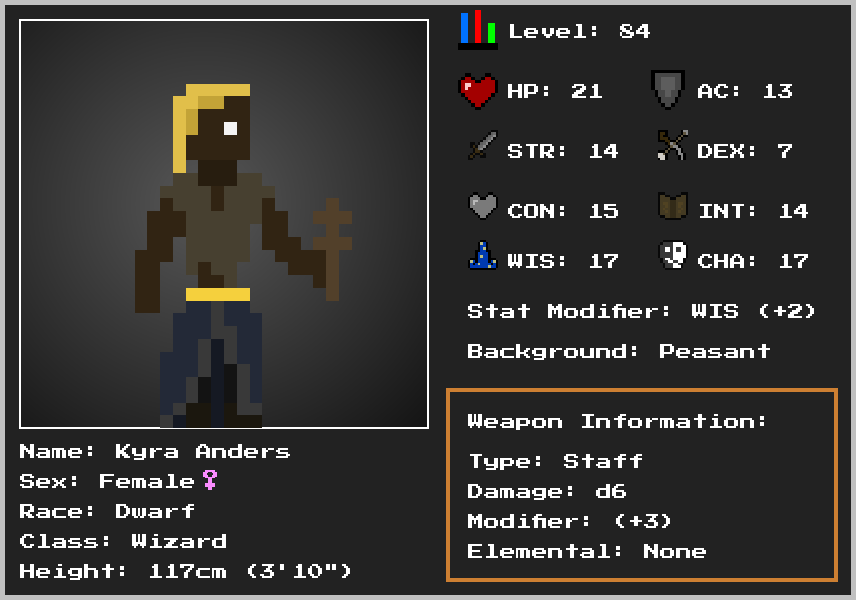 Level: 84
HP: 21
AC: 13
STR: 14
DEX: 7
CON: 15
INT: 14
WIS: 17
CHA: 17
Stat Modifier: WIS (+2)
Background: Peasant
Weapon Information:
Type: Staff
Damage: d6
Modifier: (+3)
Elemental: None
Name: Kyra Anders
Sex: Female♀
Race: Dwarf
Class: Wizard
Height: 117cm (3'10")